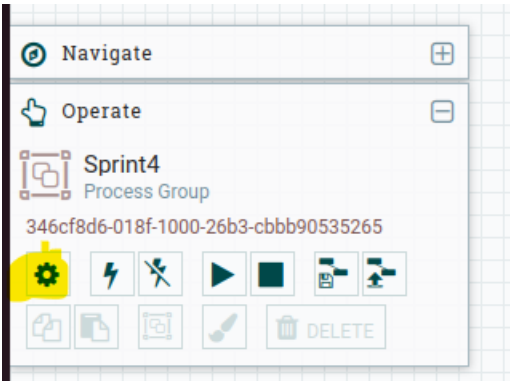 Navigate
Operate
Sprint4
Process Group
346cf8d6-018f-1000-26b3-cbbb90535265
DELETE